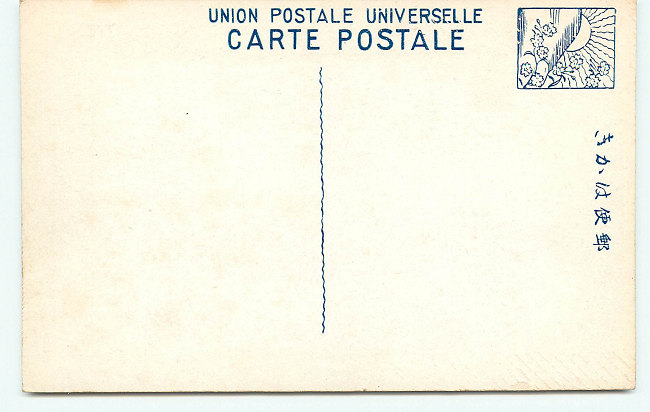 UNION POSTALE UNIVERSELLE
CARTE POSTALE
郵便はかき